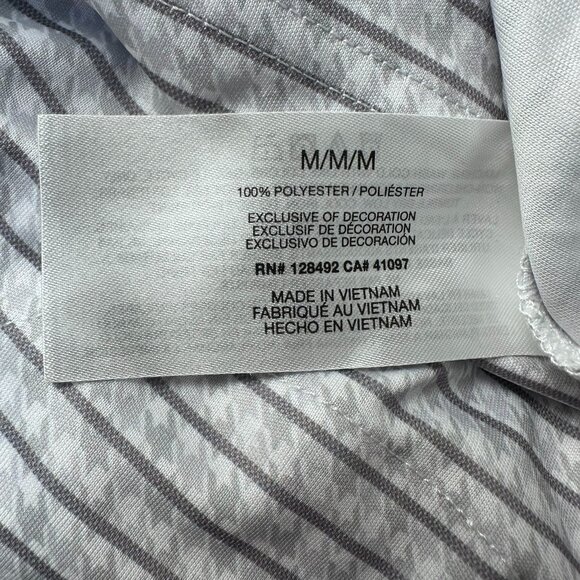 M/M/M
100% POLYESTER / POLIÉSTER
EXCLUSIVE OF DECORATION
EXCLUSIF DE DÉCORATION
EXCLUSIVO DE DECORACIÓN
RN# 128492 CA# 41097
MADE IN VIETNAM
FABRIQUÉ AU VIETNAM
HECHO EN VIETNAM